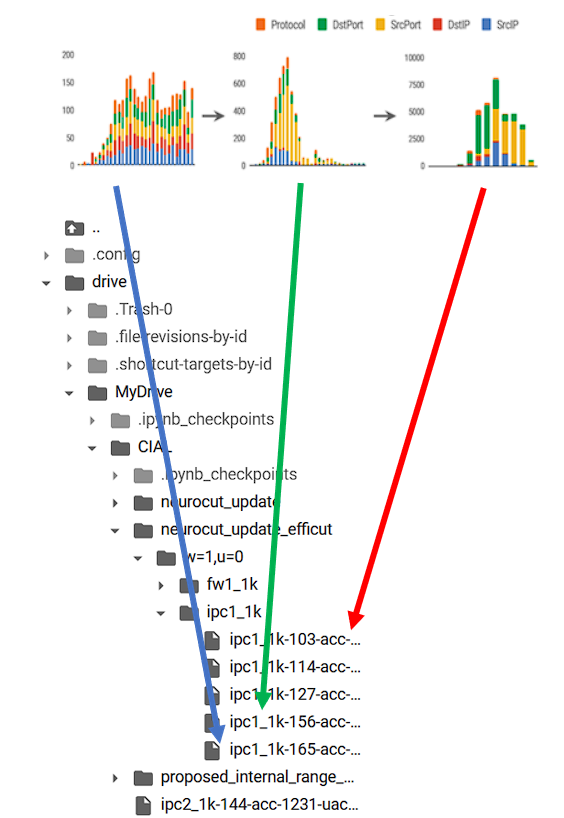 Protocol DstPort SrcPort DstIP SrcIP
200
150
100
50
0
800
600
400
200
0
10000
7500
5000
2500
0
..
.config
drive
.Trash-0
.file-revisions-by-id
.shortcut-targets-by-id
MyDrive
.ipynb_checkpoints
CIAL
.ipynb_checkpoints
neurocut_update
neurocut_update_efficut
w=1,u=0
fw1_1k
ipc1_1k
ipc1_1k-103-acc-...
ipc1_1k-114-acc-...
ipc1_1k-127-acc-...
ipc1_1k-156-acc-...
ipc1_1k-165-acc-...
proposed_internal_range_...
ipc2_1k-144-acc-1231-uac...